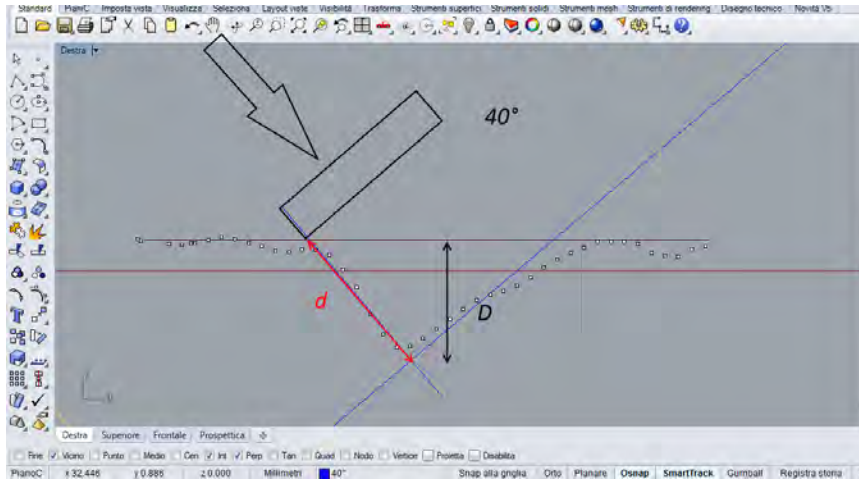 Standard PianiC Imposta vista Visualizza Seleziona Layout viste Visibilità Trasforma Strumenti superfici Strumenti solidi Strumenti mesh Strumenti di rendering Disegno tecnico Novità V5
Destra
40°
d
D
Destra Superiore Frontale Prospettica
Fine Vicino Punto Medio Cen Int Perp Tan Quad Nodo Vertice Proietta Disabilita
PianoC x 32.446 y 0.886 z 0.000 Millimetri 40° Snap alla griglia Orto Planare Osnap SmartTrack Gumball Registra storia